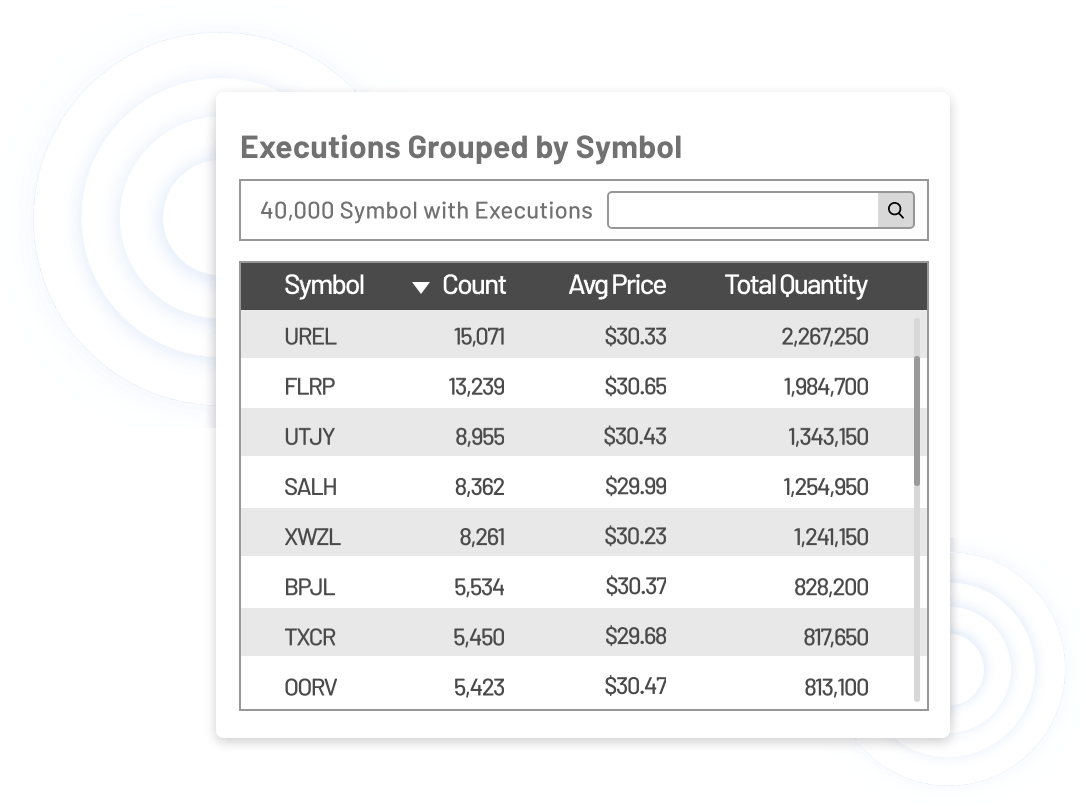 Executions Grouped by Symbol
40,000 Symbol with Executions
Symbol Count Avg Price Total Quantity
UREL 15,071 $30.33 2,267,250
FLRP 13,239 $30.65 1,984,700
UTJY 8,955 $30.43 1,343,150
SALH 8,362 $29.99 1,254,950
XWZL 8,261 $30.23 1,241,150
BPJL 5,534 $30.37 828,200
TXCR 5,450 $29.68 817,650
OORV 5,423 $30.47 813,100